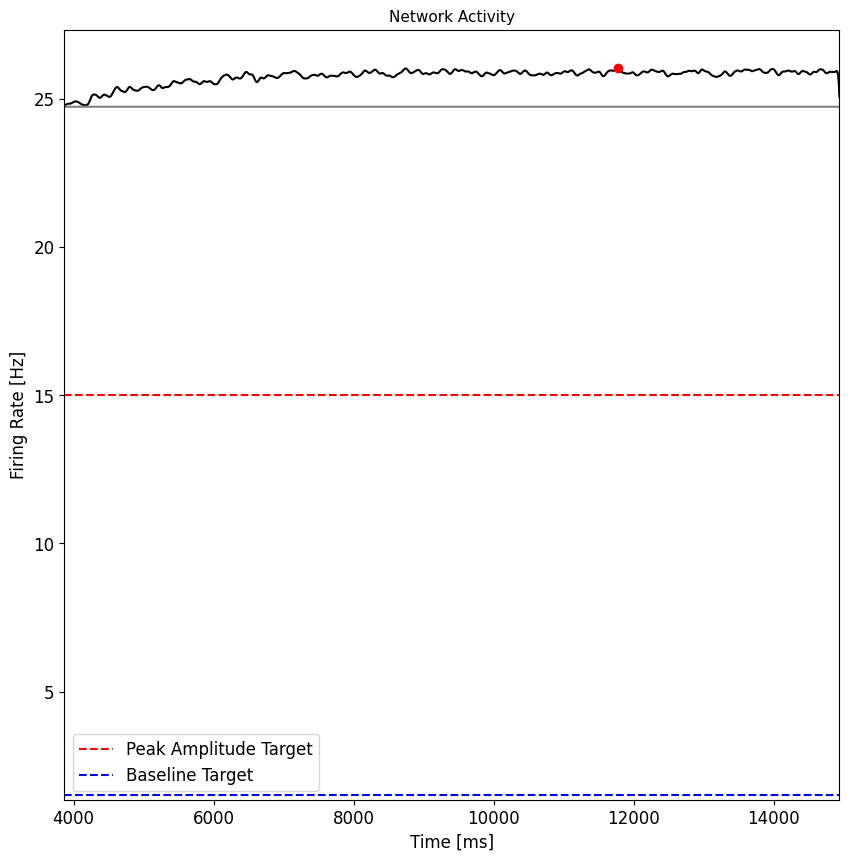 Network Activity
Firing Rate [Hz]
25
20
15
10
5
Peak Amplitude Target
Baseline Target
4000 6000 8000 10000 12000 14000
Time [ms]